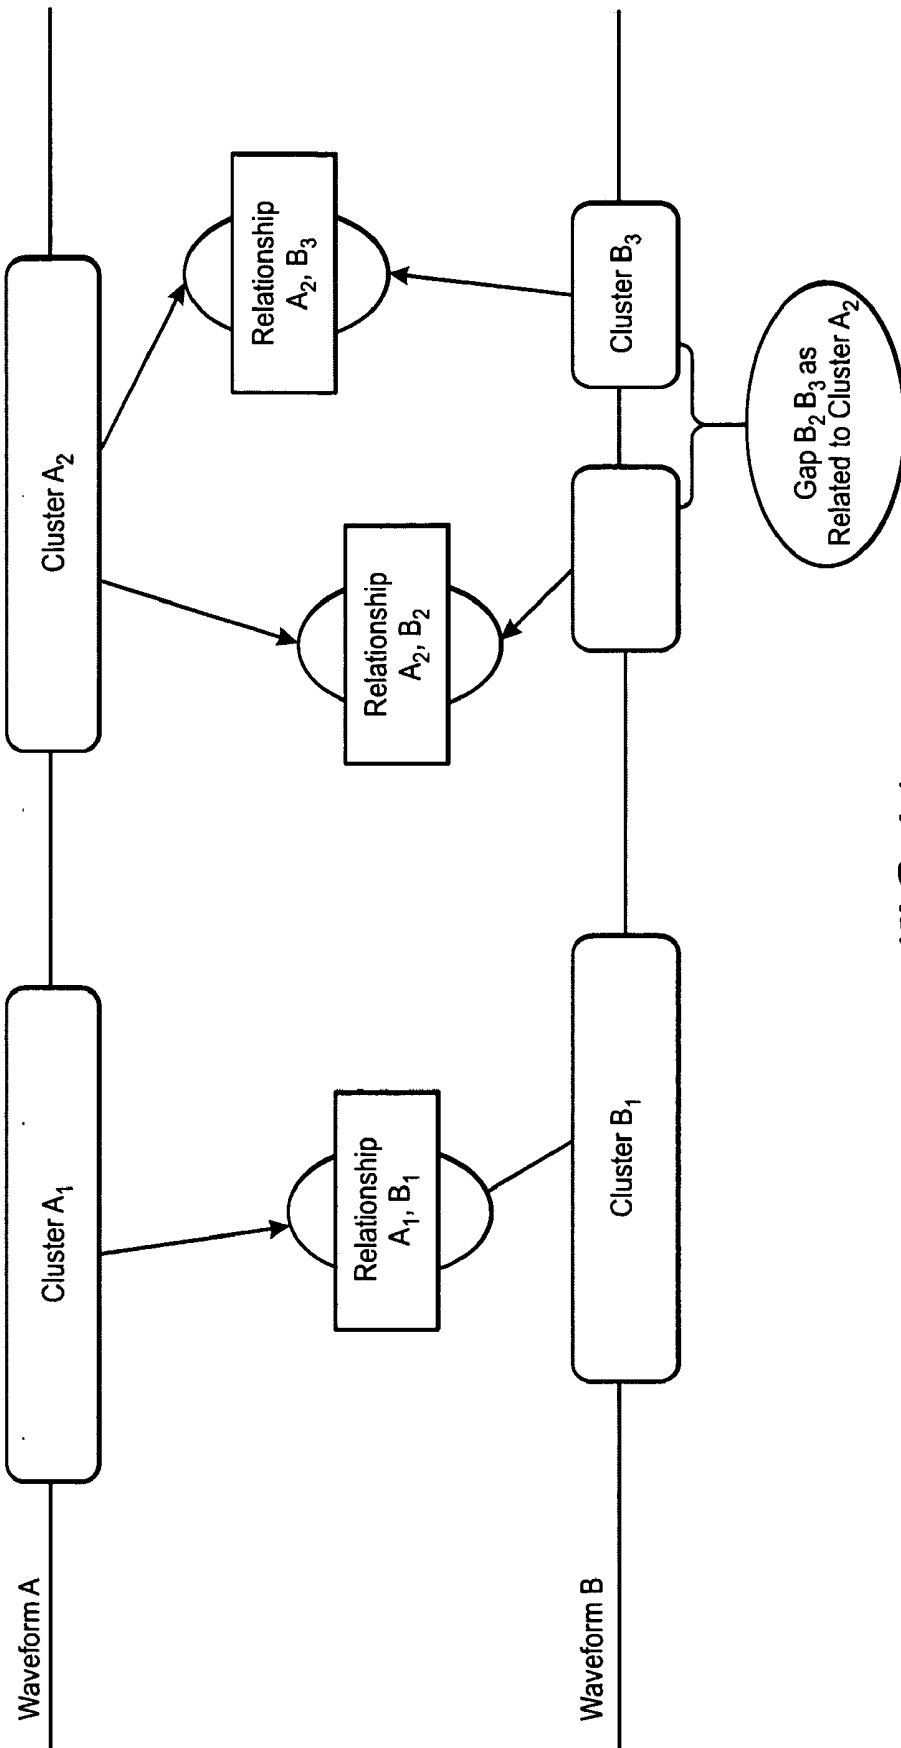 Waveform A
Cluster A₁
Cluster A₂
Relationship
A₁, B₁
Relationship
A₂, B₂
Relationship
A₂, B₃
Waveform B
Cluster B₁
Cluster B₃
Gap B₂ B₃ as
Related to Cluster A₂